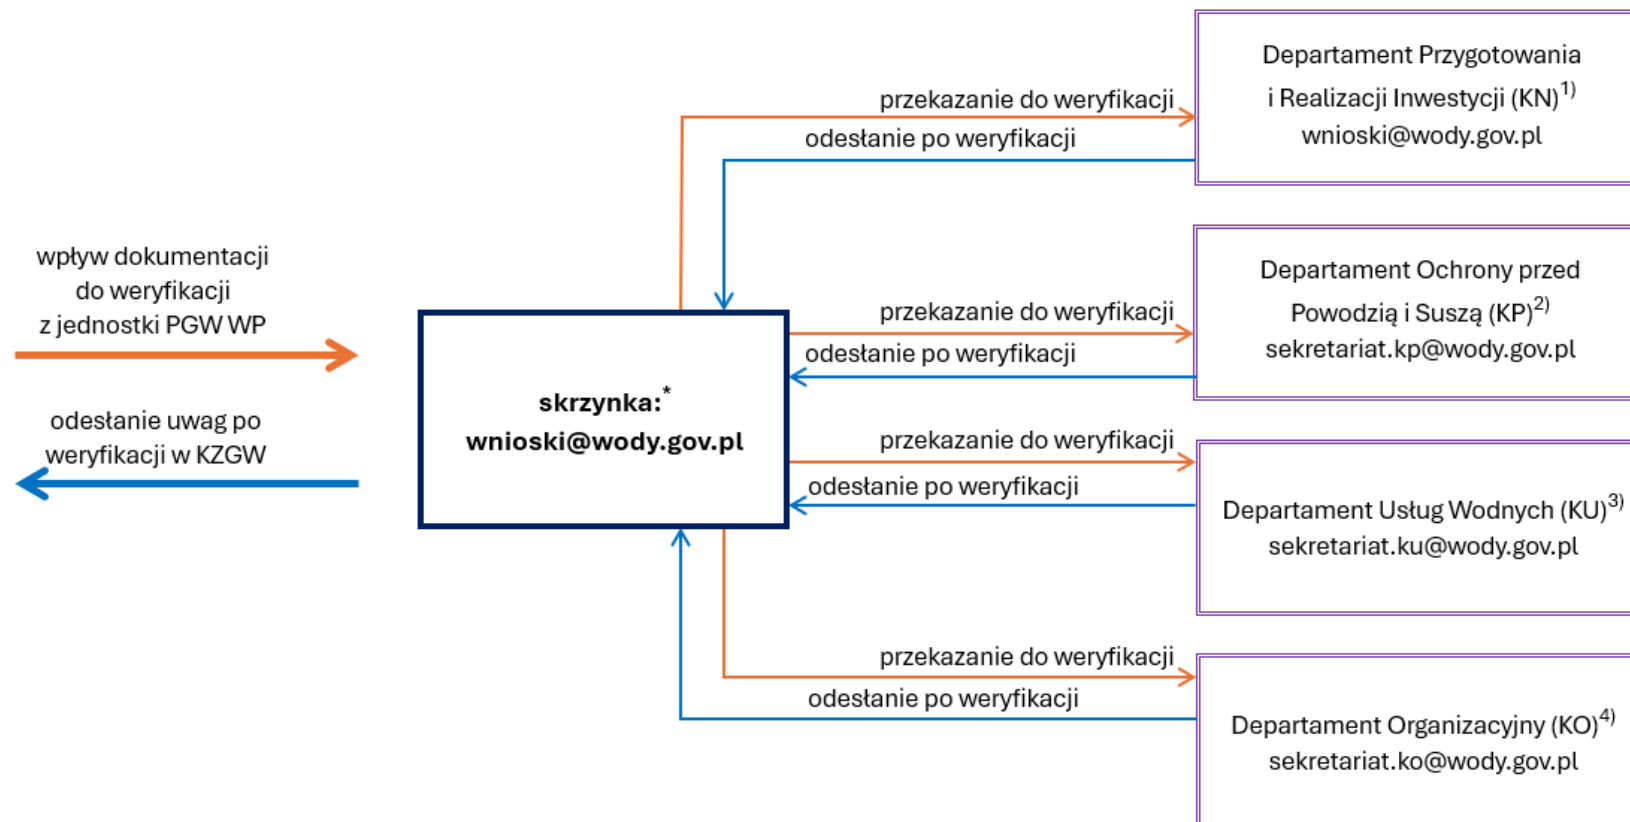 wpływ dokumentacji
do weryfikacji
z jednostki PGW WP
odesłanie uwag po
weryfikacji w KZGW
skrzynka:*
wnioski@wody.gov.pl
przekazanie do weryfikacji
odesłanie po weryfikacji
Departament Przygotowania
i Realizacji Inwestycji (KN)1)
wnioski@wody.gov.pl
przekazanie do weryfikacji
odesłanie po weryfikacji
Departament Ochrony przed
Powodzią i Suszą (KP)2)
sekretariat.kp@wody.gov.pl
przekazanie do weryfikacji
odesłanie po weryfikacji
Departament Usług Wodnych (KU)3)
sekretariat.ku@wody.gov.pl
przekazanie do weryfikacji
odesłanie po weryfikacji
Departament Organizacyjny (KO)4)
sekretariat.ko@wody.gov.pl